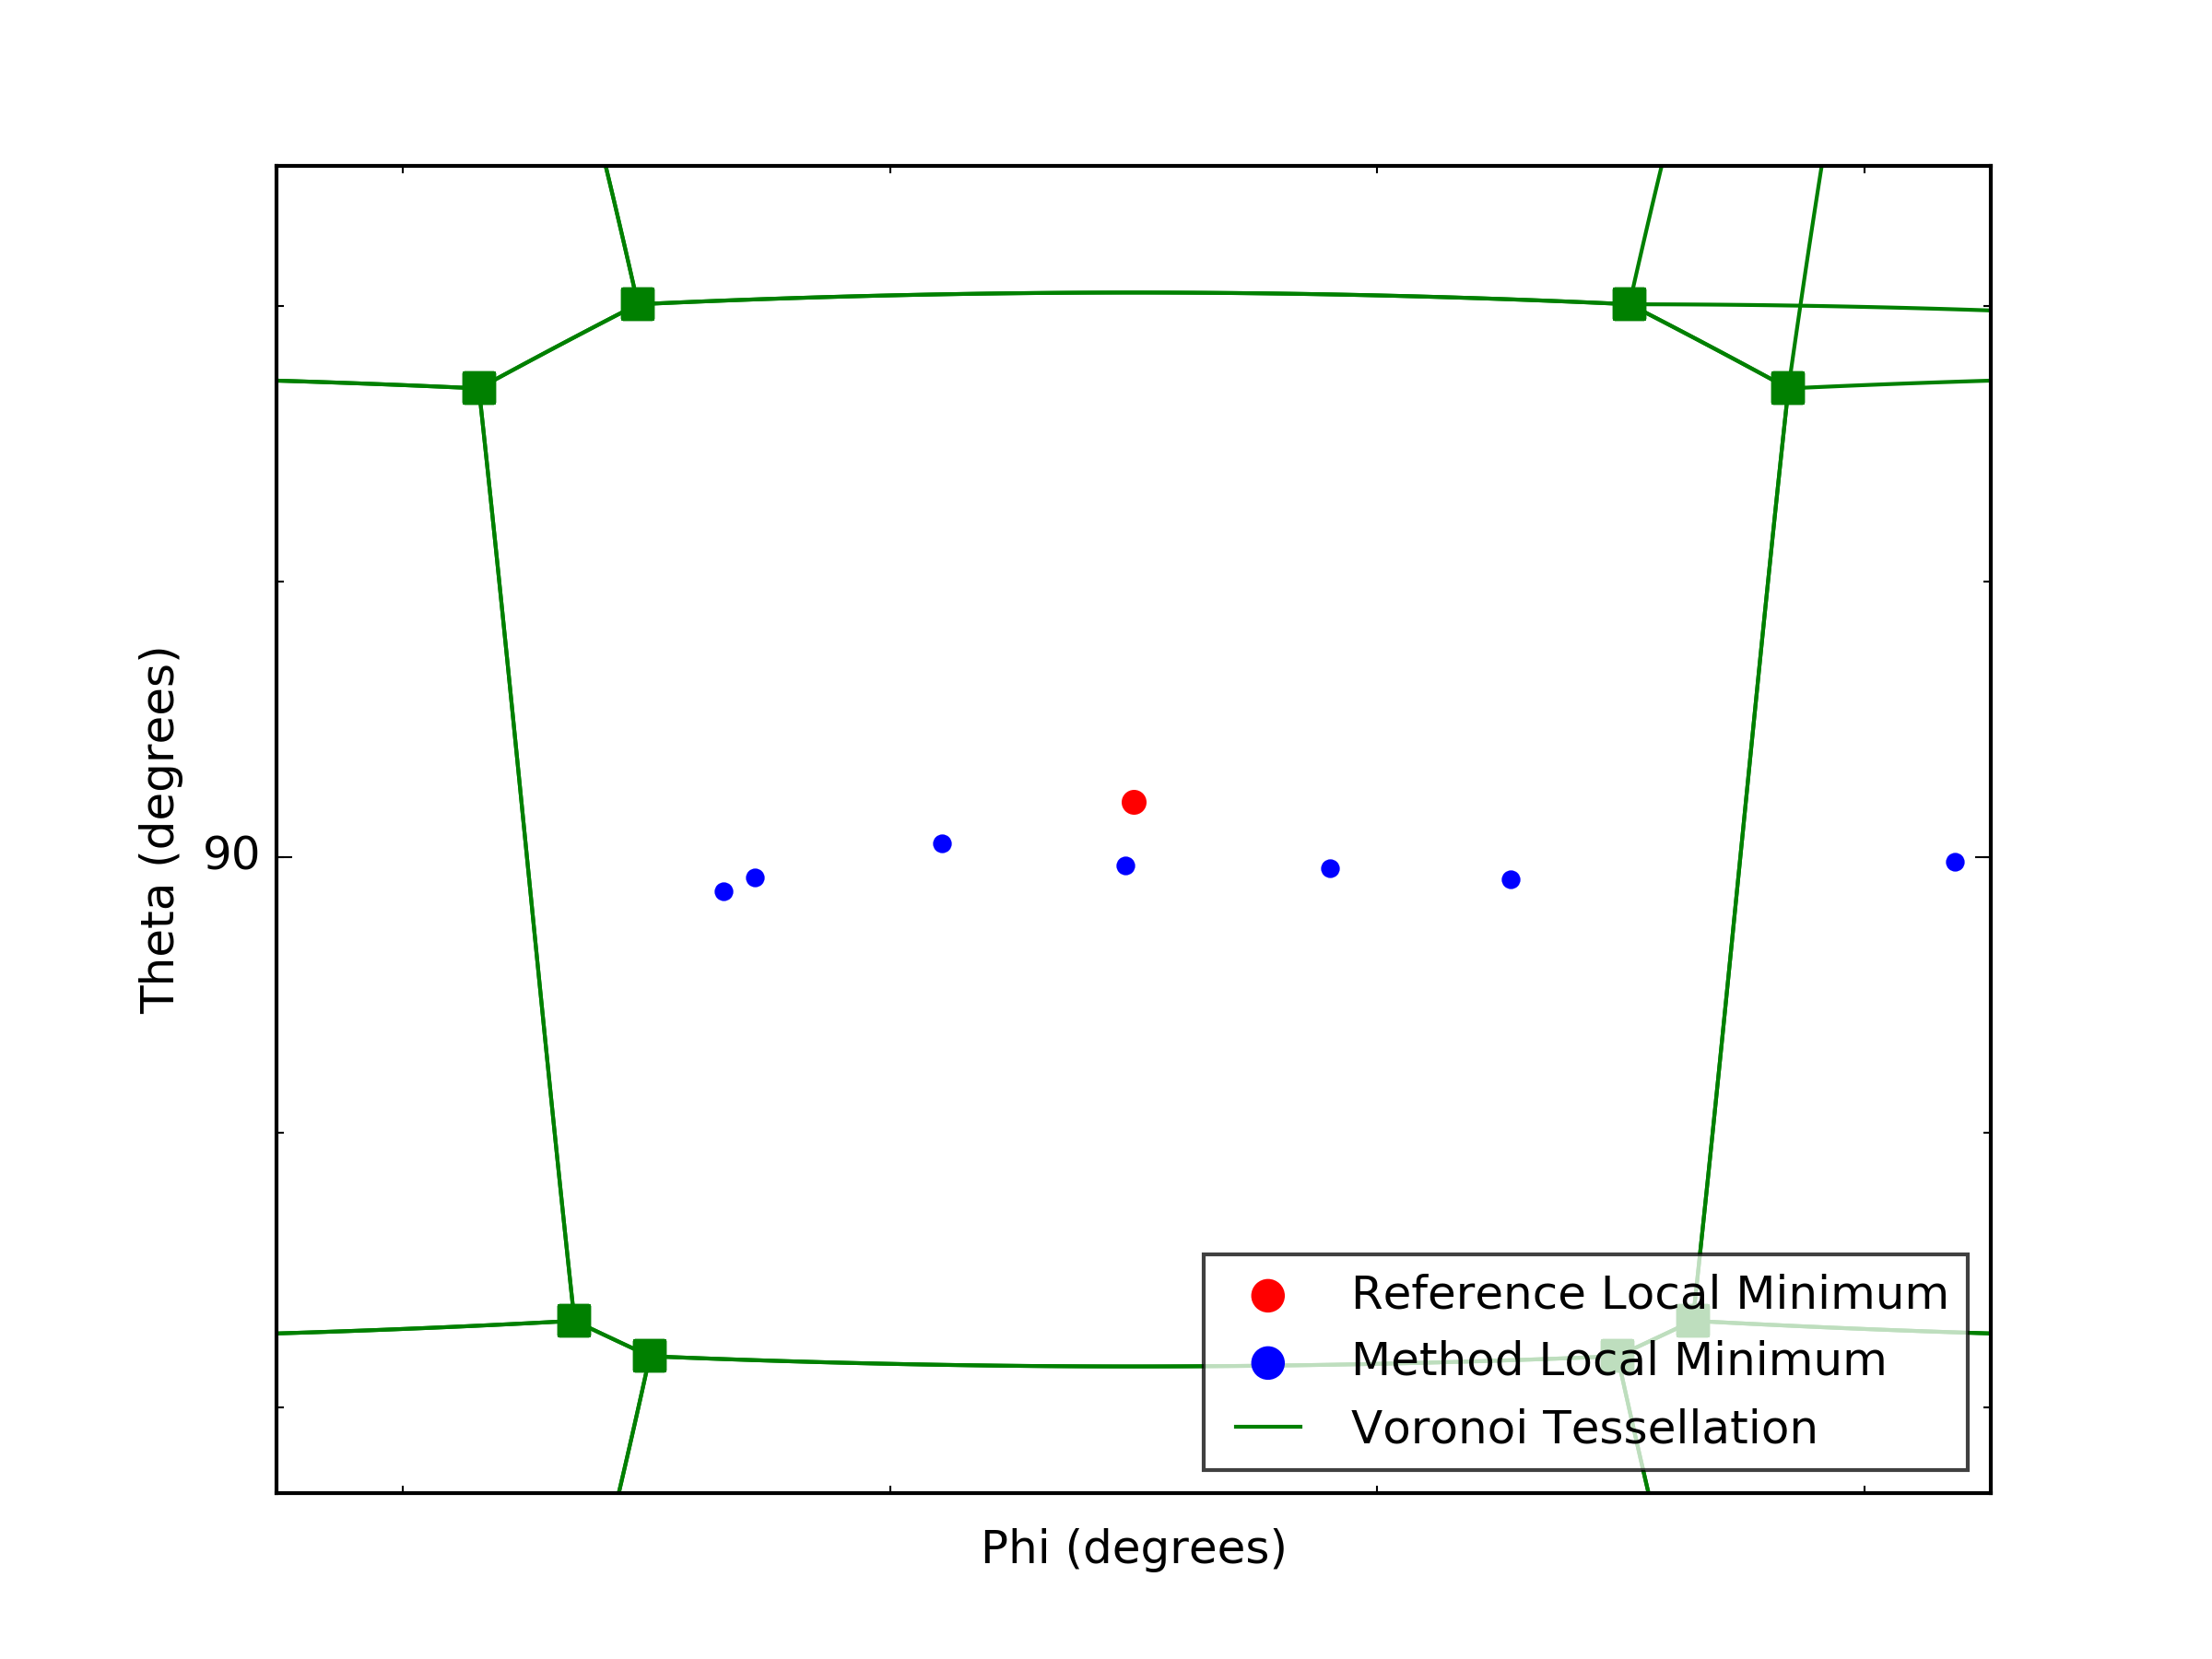 Theta (degrees)
90
Reference Local Minimum
Method Local Minimum
Voronoi Tessellation
Phi (degrees)